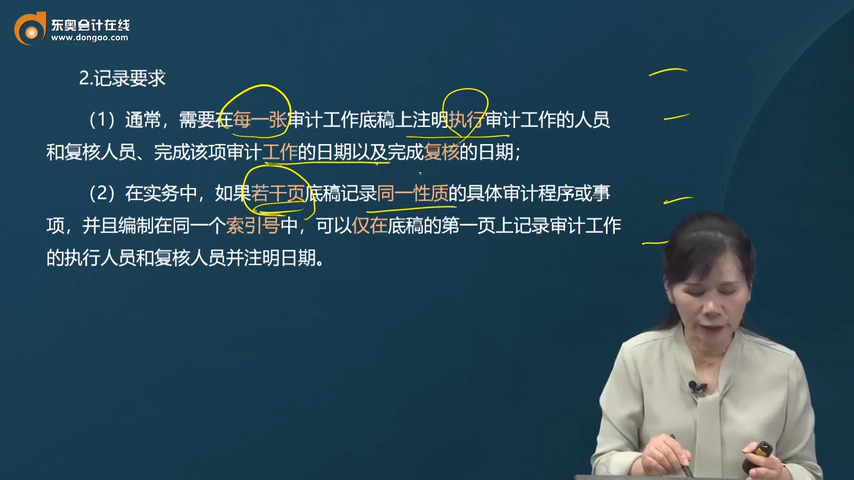 东奥会计在线
www.dongao.com
2.记录要求
（1）通常，需要在每一张审计工作底稿上注明执行审计工作的人员
和复核人员、完成该项审计工作的日期以及完成复核的日期；
（2）在实务中，如果若干页底稿记录同一性质的具体审计程序或事
项，并且编制在同一个索引号中，可以仅在底稿的第一页上记录审计工作
的执行人员和复核人员并注明日期。